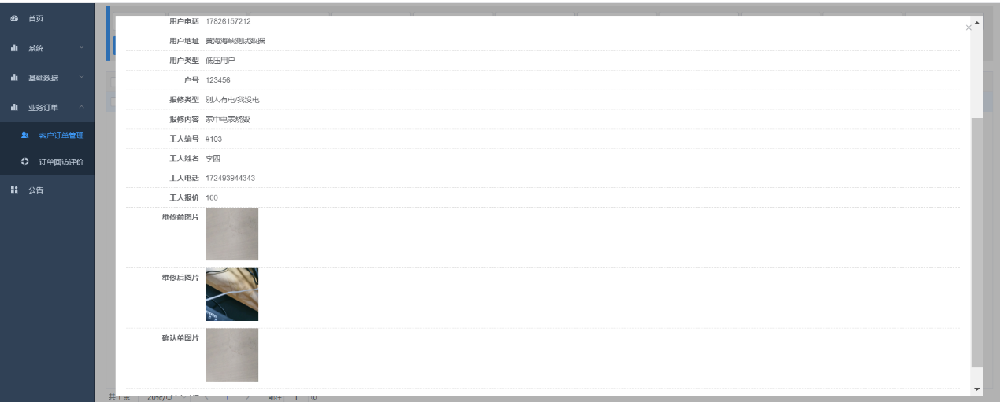 首页
系统
基础数据
业务订单
客户订单管理
订单回访评价
公告
用户电话 17826157212
用户地址 黄海海峡测试数据
用户类型 低压用户
户号 123456
报修类型 别人有电/我没电
报修内容 家中电表烧毁
工人编号 #103
工人姓名 李四
工人电话 172493944343
工人报价 100
维修前图片
维修后图片
确认单图片
共 1 条 20条/页 前往 1 页